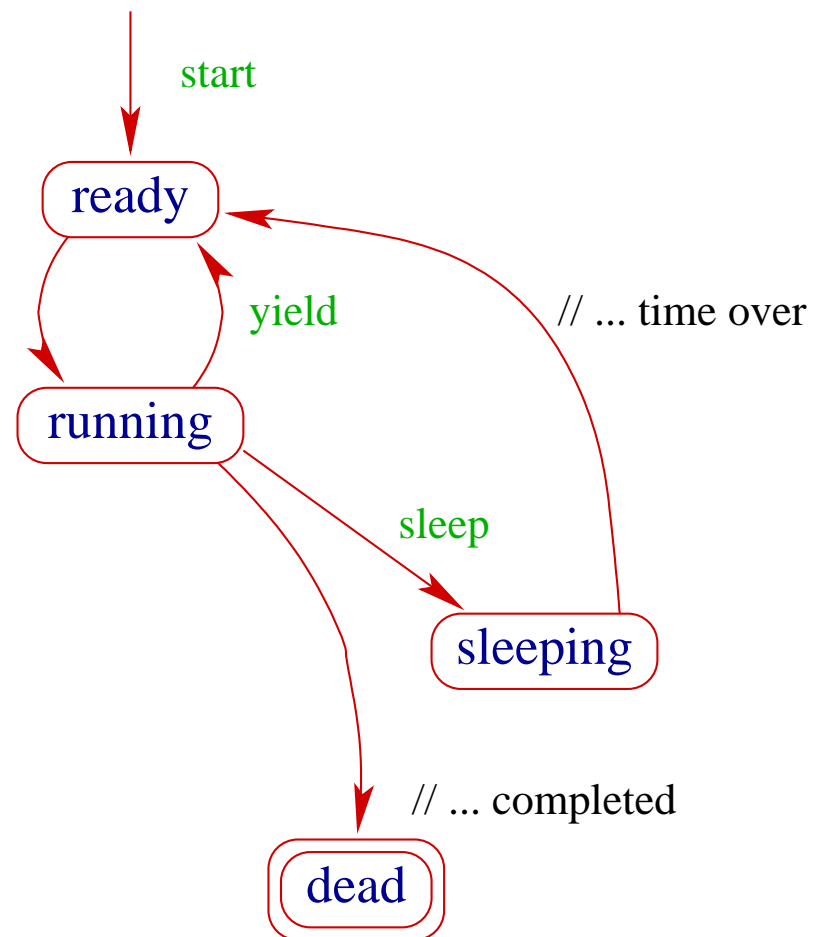 start
ready
yield
// ... time over
running
sleep
sleeping
// ... completed
dead